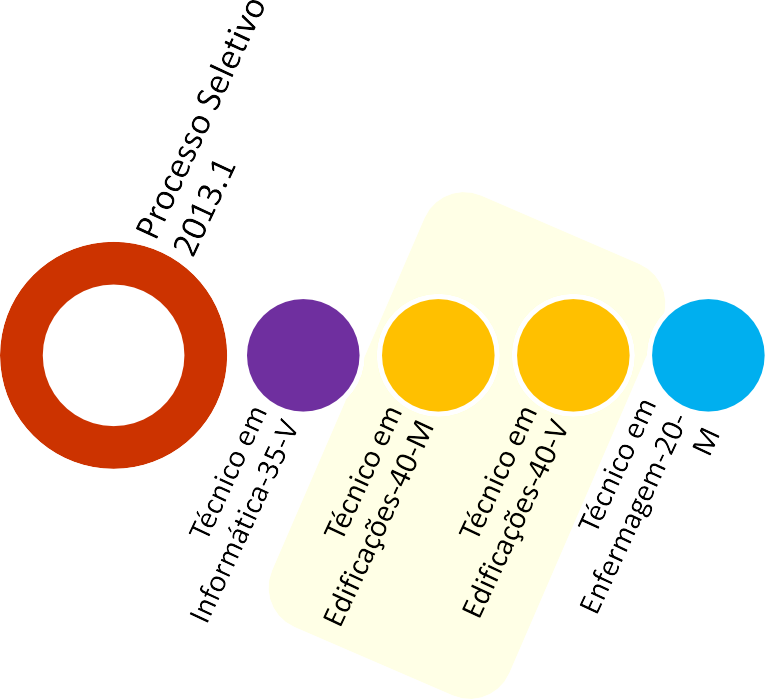 Processo Seletivo
2013.1
Técnico em
Informática-35-V
Técnico em
Edificações-40-M
Técnico em
Edificações-40-V
Técnico em
Enfermagem-20-
M